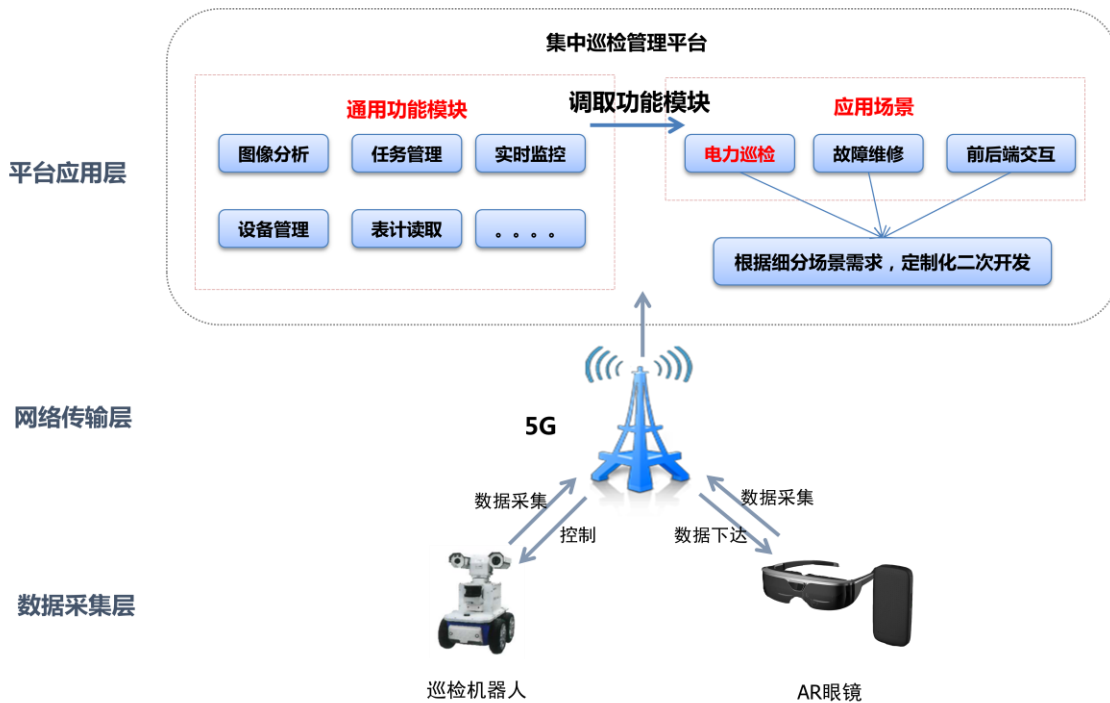 集中巡检管理平台
通用功能模块
调取功能模块
应用场景
图像分析
任务管理
实时监控
电力巡检
故障维修
前后端交互
平台应用层
设备管理
表计读取
。。。。
根据细分场景需求，定制化二次开发
网络传输层
5G
数据采集
控制
数据采集
数据下达
数据采集层
巡检机器人
AR眼镜